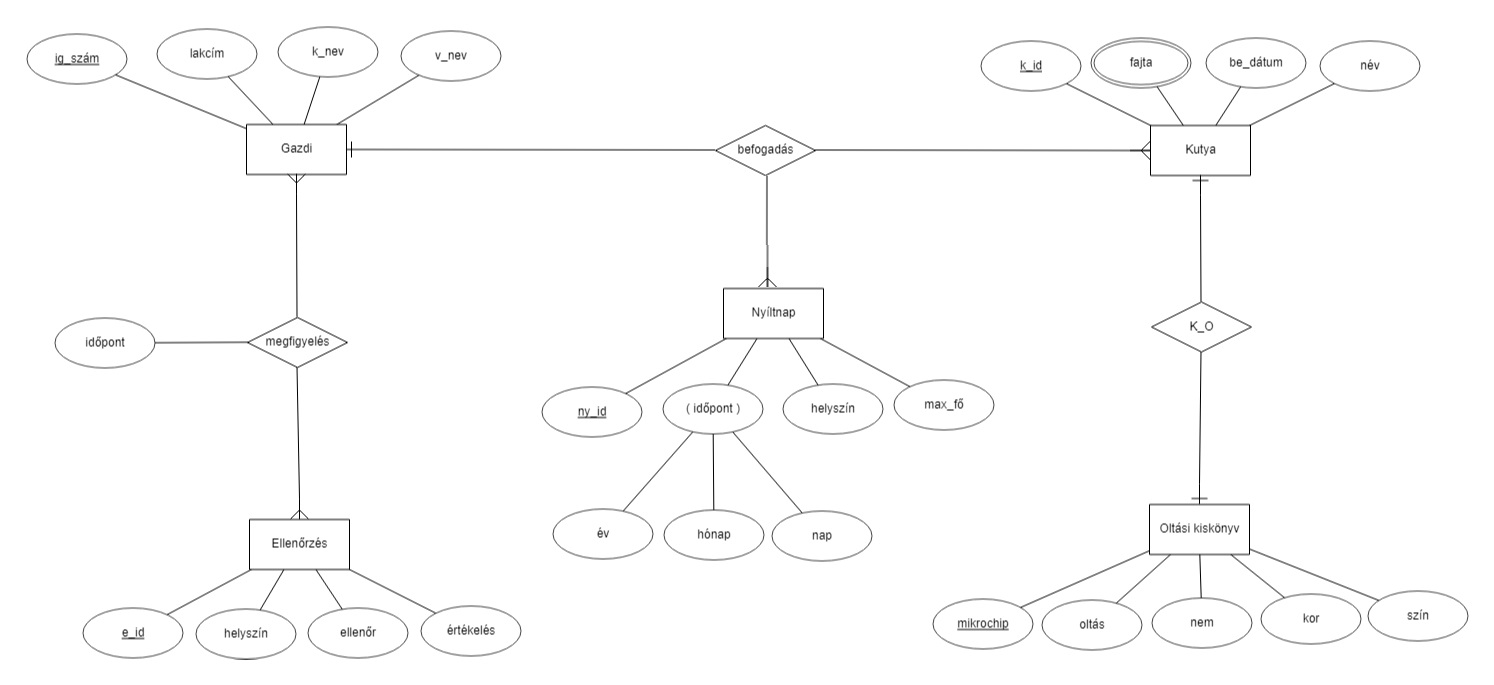 ig_szám
lakcím
k_nev
v_nev
k_id
fajta
be_dátum
név
Gazdi
befogadás
Kutya
Nyíltnap
K_O
időpont
megfigyelés
ny_id
( időpont )
helyszín
max_fő
év
hónap
nap
Ellenőrzés
Oltási kiskönyv
e_id
helyszín
ellenőr
értékelés
mikrochip
oltás
nem
kor
szín